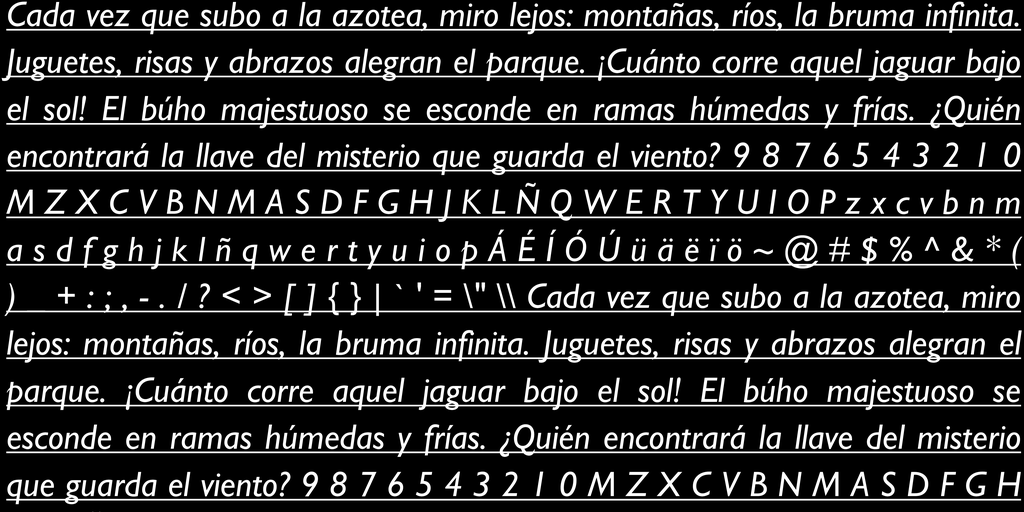 Cada vez que subo a la azotea, miro lejos: montañas, ríos, la bruma infinita.
Juguetes, risas y abrazos alegran el parque. ¡Cuánto corre aquel jaguar bajo
el sol! El búho majestuoso se esconde en ramas húmedas y frías. ¿Quién
encontrará la llave del misterio que guarda el viento? 9 8 7 6 5 4 3 2 1 0
M Z X C V B N M A S D F G H J K L Ñ Q W E R T Y U I O P z x c v b n m
a s d f g h j k l ñ q w e r t y u i o p Á É Í Ó Ú ü ä ë ï ö ~ @ # $ % ^ & * (
) _ + : ; , - . / ? < > [ ] { } | ` ' = \" \\ Cada vez que subo a la azotea, miro
lejos: montañas, ríos, la bruma infinita. Juguetes, risas y abrazos alegran el
parque. ¡Cuánto corre aquel jaguar bajo el sol! El búho majestuoso se
esconde en ramas húmedas y frías. ¿Quién encontrará la llave del misterio
que guarda el viento? 9 8 7 6 5 4 3 2 1 0 M Z X C V B N M A S D F G H